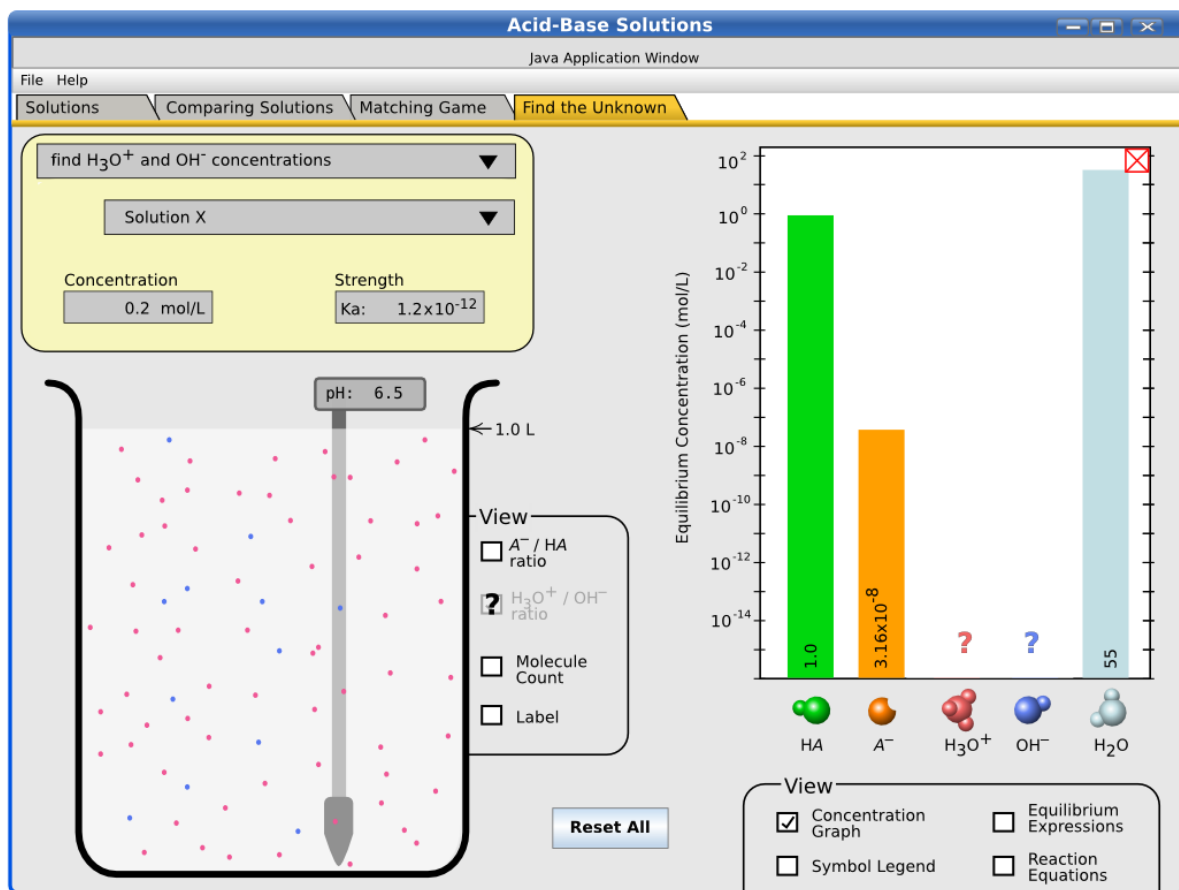 Acid-Base Solutions
Java Application Window
File Help
Solutions Comparing Solutions Matching Game Find the Unknown
find H₃O⁺ and OH⁻ concentrations
Solution X
Concentration Strength
0.2 mol/L Ka: 1.2x10⁻¹²
pH: 6.5
1.0 L
View
A⁻ / HA
ratio
? H₃O⁺ / OH⁻
ratio
Molecule
Count
Label
Reset All
Equilibrium Concentration (mol/L)
10²
10⁰
10⁻²
10⁻⁴
10⁻⁶
10⁻⁸
10⁻¹⁰
10⁻¹²
10⁻¹⁴
1.0 3.16x10⁻⁸ ? ? 55
HA A⁻ H₃O⁺ OH⁻ H₂O
View
Concentration
Graph
Equilibrium
Expressions
Symbol Legend
Reaction
Equations